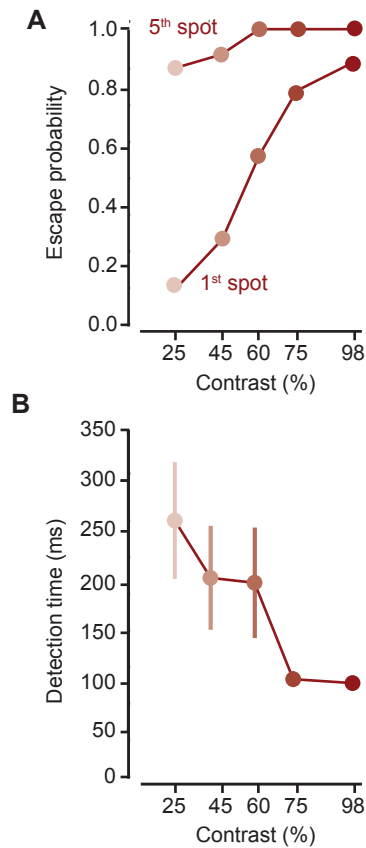 A
5th spot
1.0
0.8
0.6
0.4
0.2
0.0
Escape probability
1st spot
25 45 60 75 98
Contrast (%)
B
350
300
250
200
150
100
50
0
Detection time (ms)
25 45 60 75 98
Contrast (%)